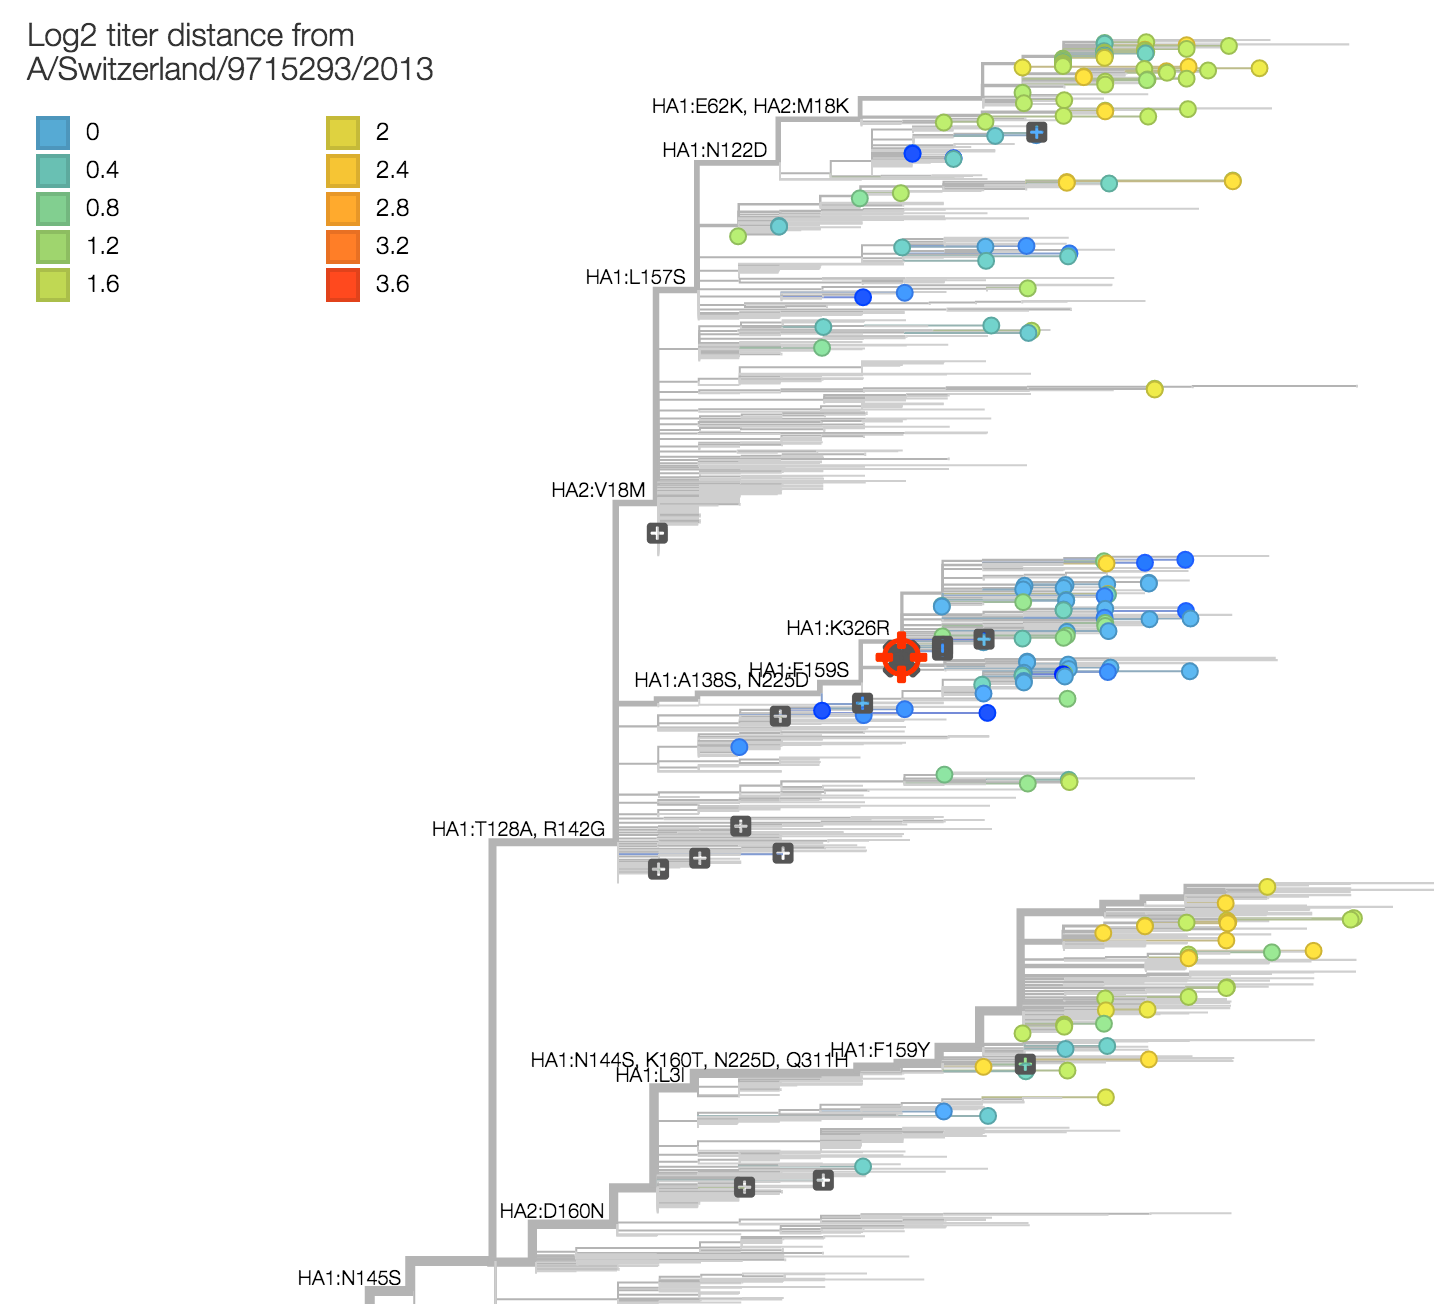 Log2 titer distance from
A/Switzerland/9715293/2013
0
0.4
0.8
1.2
1.6
2
2.4
2.8
3.2
3.6
HA1:E62K, HA2:M18K
HA1:N122D
HA1:L157S
HA2:V18M
HA1:K326R
HA1:F159S
HA1:A138S, N225D
HA1:T128A, R142G
HA1:F159Y
HA1:N144S, K160T, N225D, Q311H
HA1:L3I
HA2:D160N
HA1:N145S